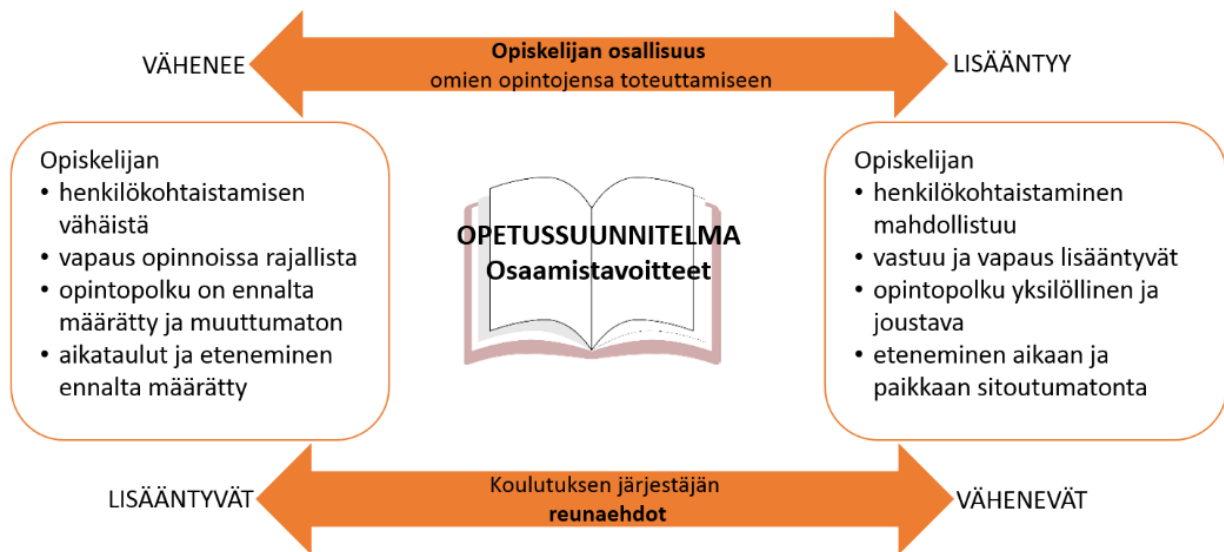 VÄHENEE
Opiskelijan osallisuus
omien opintojensa toteuttamiseen
LISÄÄNTYY
Opiskelijan
• henkilökohtaistamisen
vähäistä
• vapaus opinnoissa rajallista
• opintopolku on ennalta
määrätty ja muuttumaton
• aikataulut ja eteneminen
ennalta määrätty
OPETUSSUUNNITELMA
Osaamistavoitteet
Opiskelijan
• henkilökohtaistaminen
mahdollistuu
• vastuu ja vapaus lisääntyvät
• opintopolku yksilöllinen ja
joustava
• eteneminen aikaan ja
paikkaan sitoutumatonta
LISÄÄNTYVÄT
Koulutuksen järjestäjän
reunaehdot
VÄHENEVÄT